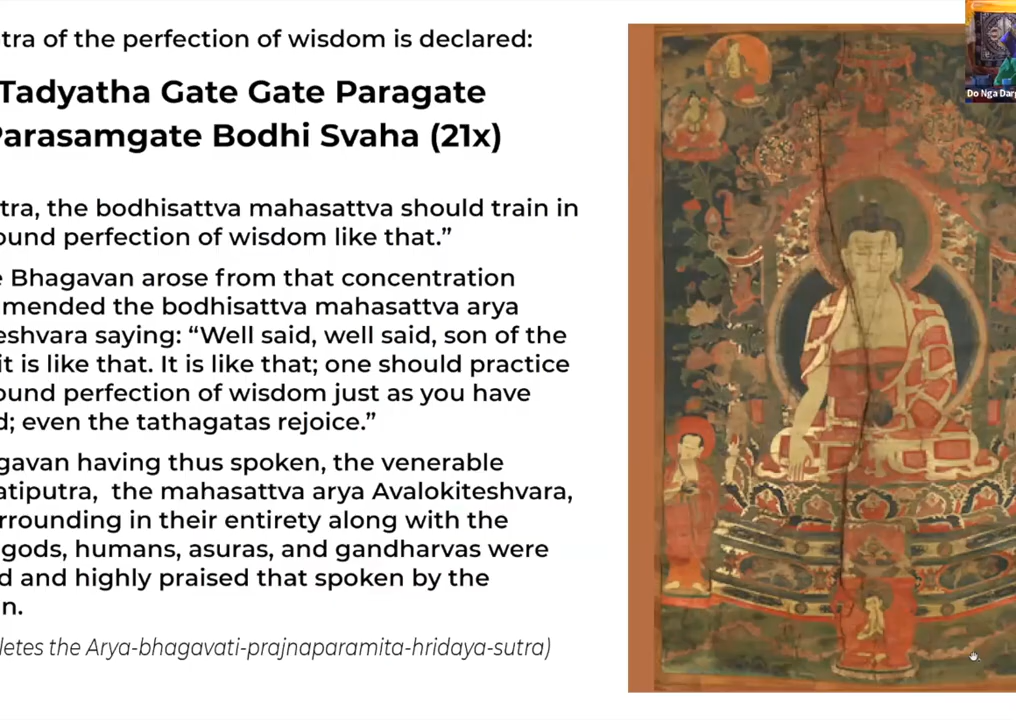 tra of the perfection of wisdom is declared:
Tadyatha Gate Gate Paragate
Parasamgate Bodhi Svaha (21x)
tra, the bodhisattva mahasattva should train in
ound perfection of wisdom like that.”
e Bhagavan arose from that concentration
mended the bodhisattva mahasattva arya
eshvara saying: “Well said, well said, son of the
it is like that. It is like that; one should practice
ound perfection of wisdom just as you have
d; even the tathagatas rejoice.”
gavan having thus spoken, the venerable
atiputra, the mahasattva arya Avalokiteshvara,
rrounding in their entirety along with the
gods, humans, asuras, and gandharvas were
d and highly praised that spoken by the
n.
letes the Arya-bhagavati-prajnaparamita-hridaya-sutra)
Do Nga Darg